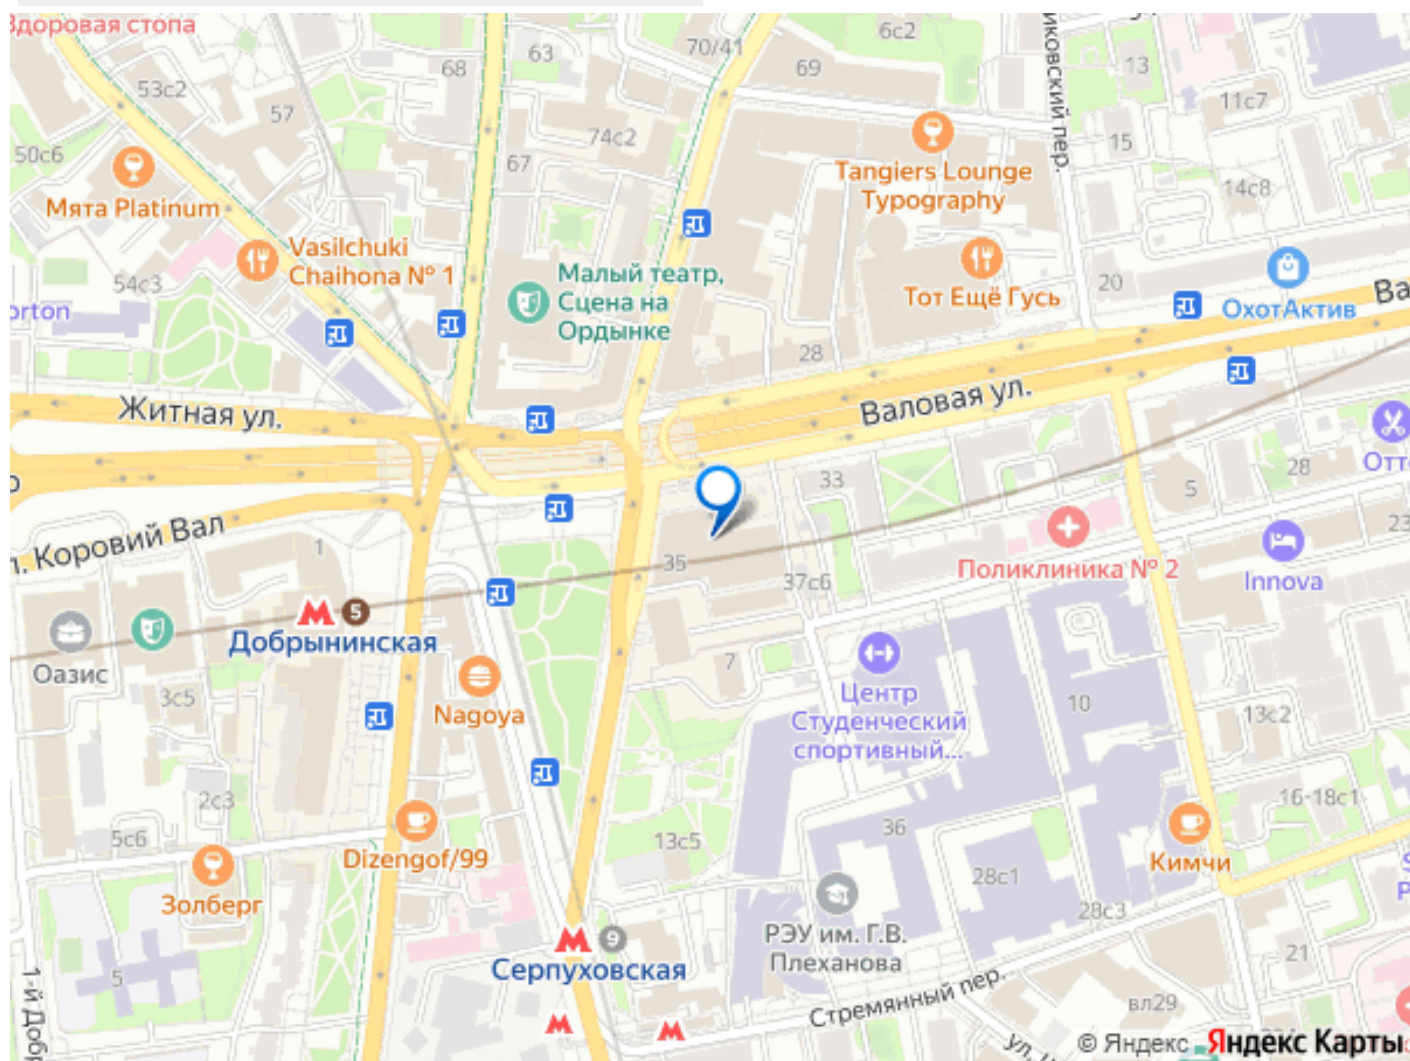 Здоровая стопа
53с2
57
68
63
70/41
69
6с2
13
11с7
15
14с8
50с6
Мята Platinum
67
74с2
Tangiers Lounge
Typography
Vasilchuki
Chaihona № 1
54с3
Малый театр,
Сцена на
Ордынке
Тот Ещё Гусь
20
ОхотАктив
28
Житная ул.
Валовая ул.
33
5
28
23
Коровий Вал
1
35
37с6
Поликлиника № 2
Innova
5
Добрынинская
Оазис
3с5
Nagoya
7
Центр
Студенческий
спортивный...
10
13с2
2с3
5с6
Dizengof/99
13с5
36
16-18с1
Кимчи
Золберг
28с1
28с3
9
Серпуховская
РЭУ им. Г.В.
Плеханова
21
5
Стремянный пер.
вл29
© Яндекс
Яндекс Карты